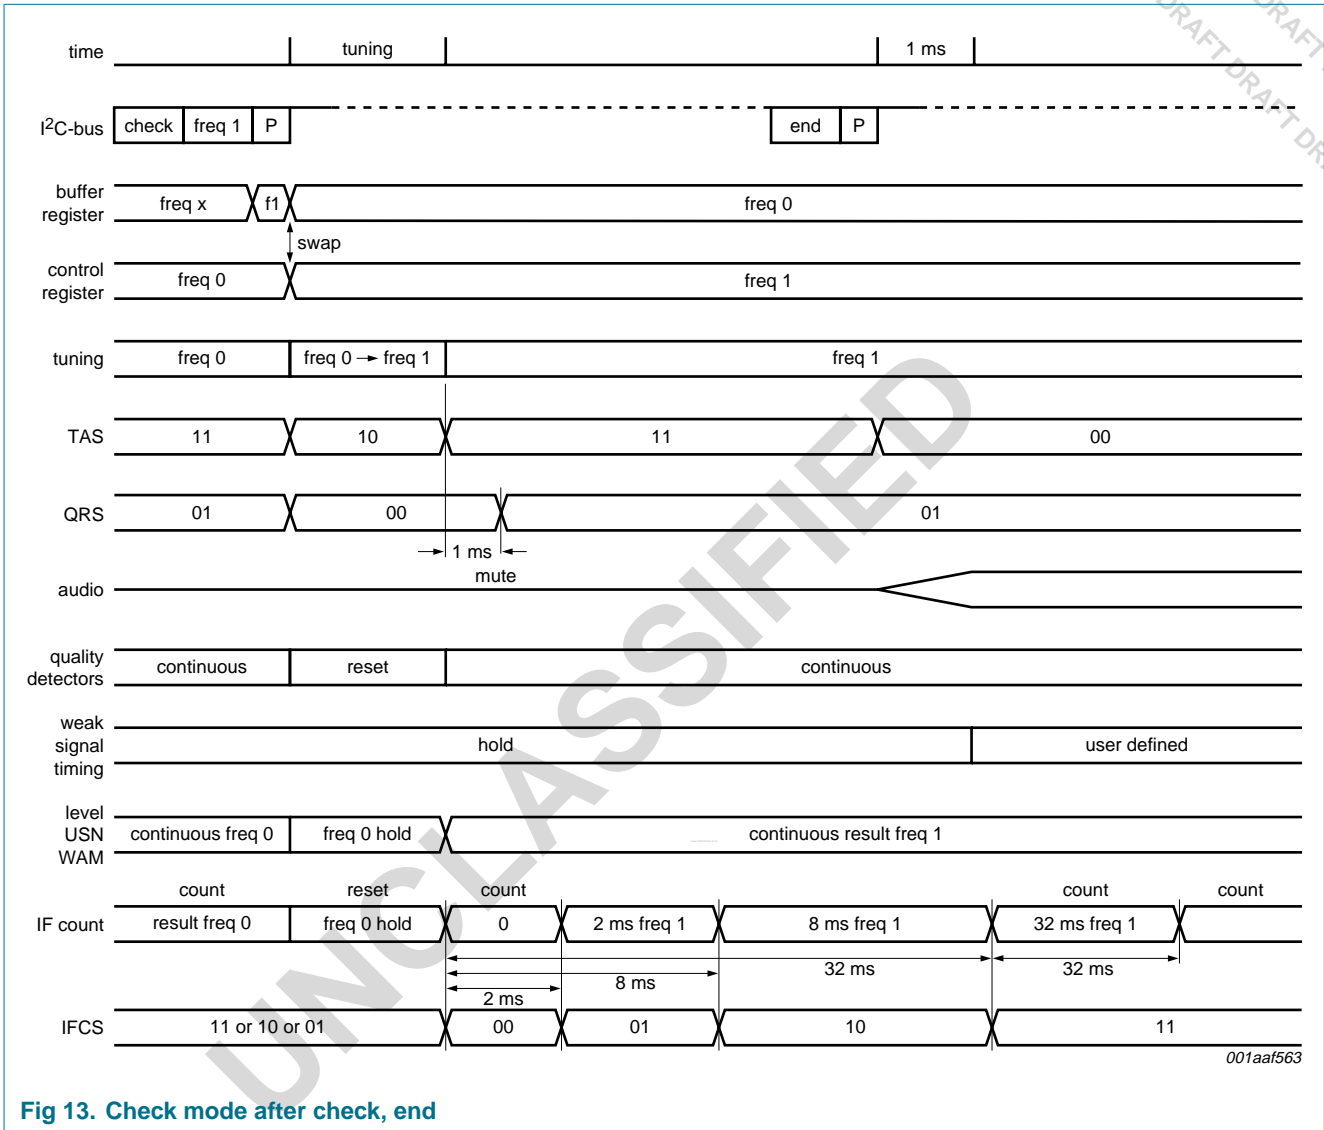 DRAFT DRAFT
DRAFT DRAFT DRA
time tuning 1 ms
I2C-bus check freq 1 P end P
buffer register freq x f1 freq 0
swap
control register freq 0 freq 1
tuning freq 0 → freq 1 freq 1
freq 0
TAS 11 10 11 00
QRS 01 00 01
1 ms
mute
audio
quality detectors continuous reset continuous
weak signal timing hold user defined
level USN WAM continuous freq 0 freq 0 hold continuous result freq 1
count reset count count count
IF count result freq 0 freq 0 hold 0 2 ms freq 1 8 ms freq 1 32 ms freq 1
32 ms 32 ms
8 ms
2 ms
IFCS 11 or 10 or 01 00 01 10 11
001aaf563
UNCLASSIFIED
Fig 13. Check mode after check, end